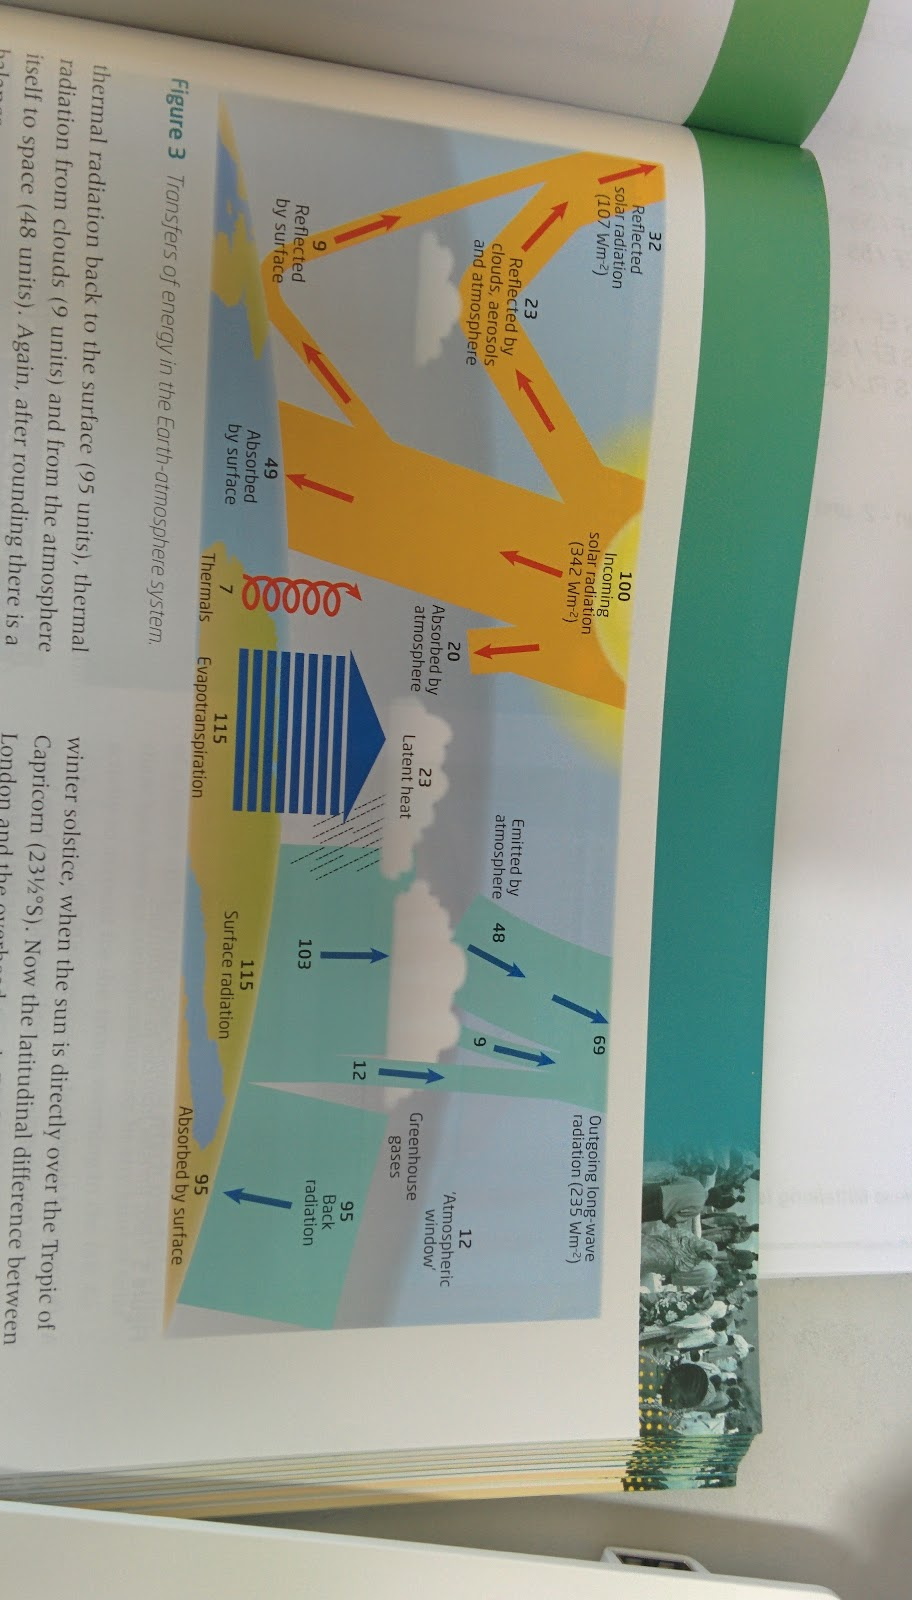 32
Reflected
solar radiation
(107 Wm-2)
23
Reflected by
clouds, aerosols
and atmosphere
9
Reflected
by surface
100
Incoming
solar radiation
(342 Wm-2)
49
Absorbed
by surface
20
Absorbed by
atmosphere
7
Thermals
23
Latent heat
115
Evapotranspiration
Emitted by
atmosphere
48
9
69
Outgoing long-wave
radiation (235 Wm-2)
103
12
115
Surface radiation
Greenhouse
gases
12
'Atmospheric
window'
95
Back
radiation
95
Absorbed by surface
Figure 3 Transfers of energy in the Earth-atmosphere system.
thermal radiation back to the surface (95 units), thermal
radiation from clouds (9 units) and from the atmosphere
itself to space (48 units). Again, after rounding there is a
winter solstice, when the sun is directly over the Tropic of
Capricorn (23½°S). Now the latitudinal difference between
London and the